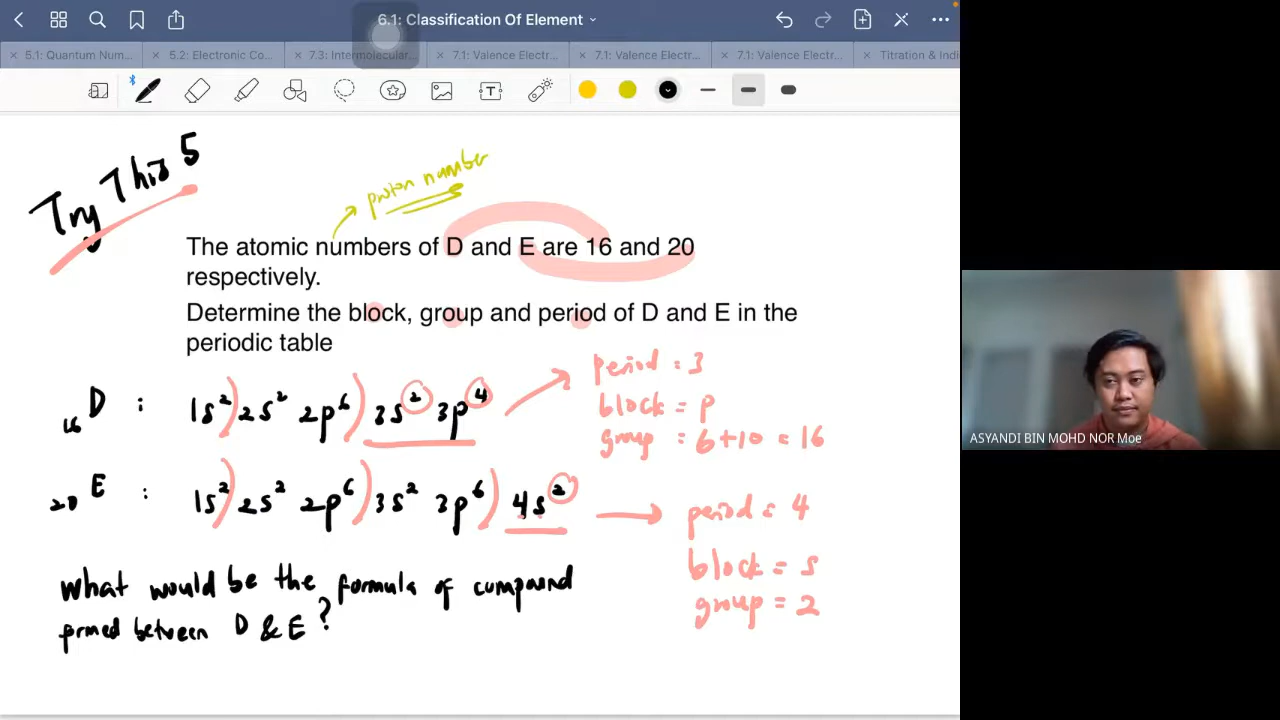 6.1: Classification Of Element
5.1: Quantum Num...
5.2: Electronic Co...
7.3: Intermolecular...
7.1: Valence Electr...
7.1: Valence Electr...
7.1: Valence Electr...
Titration & Indi
Try This 5
proton number
The atomic numbers of D and E are 16 and 20
respectively.
Determine the block, group and period of D and E in the
periodic table
₁₆D : 1s² 2s² 2p⁶ 3s² 3p⁴
period = 3
block = p
group = 6+10 = 16
₂₀E : 1s² 2s² 2p⁶ 3s² 3p⁶ 4s²
period = 4
block = s
group = 2
What would be the formula of compound
formed between D & E?
ASYANDI BIN MOHD NOR Moe